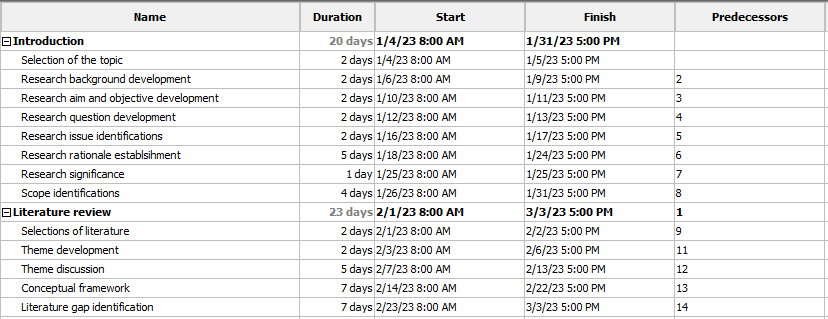 Name Duration Start Finish Predecessors
Introduction 20 days 1/4/23 8:00 AM 1/31/23 5:00 PM
Selection of the topic 2 days 1/4/23 8:00 AM 1/5/23 5:00 PM
Research background development 2 days 1/6/23 8:00 AM 1/9/23 5:00 PM 2
Research aim and objective development 2 days 1/10/23 8:00 AM 1/11/23 5:00 PM 3
Research question development 2 days 1/12/23 8:00 AM 1/13/23 5:00 PM 4
Research issue identifications 2 days 1/16/23 8:00 AM 1/17/23 5:00 PM 5
Research rationale establsihment 5 days 1/18/23 8:00 AM 1/24/23 5:00 PM 6
Research significance 1 day 1/25/23 8:00 AM 1/25/23 5:00 PM 7
Scope identifications 4 days 1/26/23 8:00 AM 1/31/23 5:00 PM 8
Literature review 23 days 2/1/23 8:00 AM 3/3/23 5:00 PM 1
Selections of literature 2 days 2/1/23 8:00 AM 2/2/23 5:00 PM 9
Theme development 2 days 2/3/23 8:00 AM 2/6/23 5:00 PM 11
Theme discussion 5 days 2/7/23 8:00 AM 2/13/23 5:00 PM 12
Conceptual framework 7 days 2/14/23 8:00 AM 2/22/23 5:00 PM 13
Literature gap identification 7 days 2/23/23 8:00 AM 3/3/23 5:00 PM 14